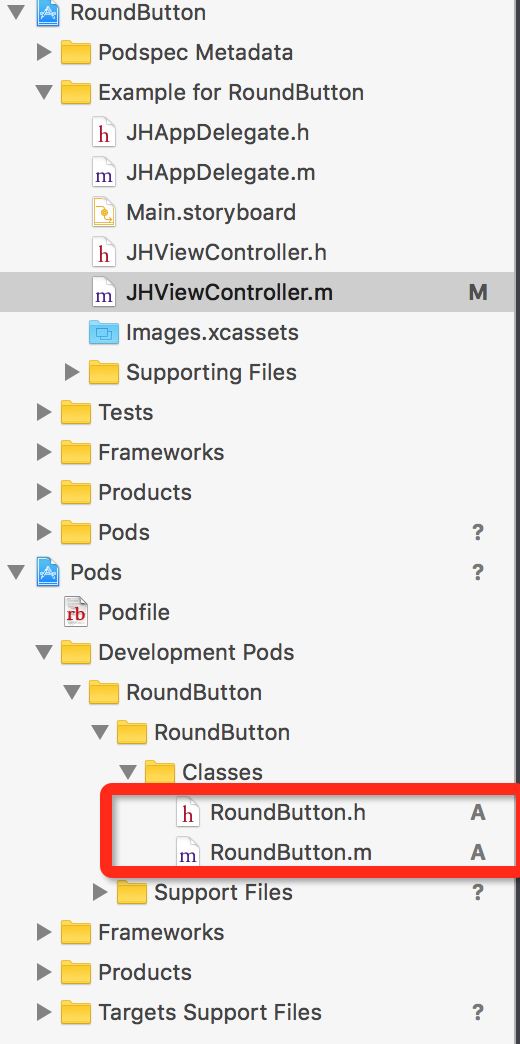 RoundButton
Podspec Metadata
Example for RoundButton
h JHAppDelegate.h
m JHAppDelegate.m
Main.storyboard
h JHViewController.h
m JHViewController.m M
Images.xcassets
Supporting Files
Tests
Frameworks
Products
Pods ?
Pods ?
rb Podfile
Development Pods
RoundButton
RoundButton
Classes
h RoundButton.h A
m RoundButton.m A
Support Files ?
Frameworks
Products
Targets Support Files ?